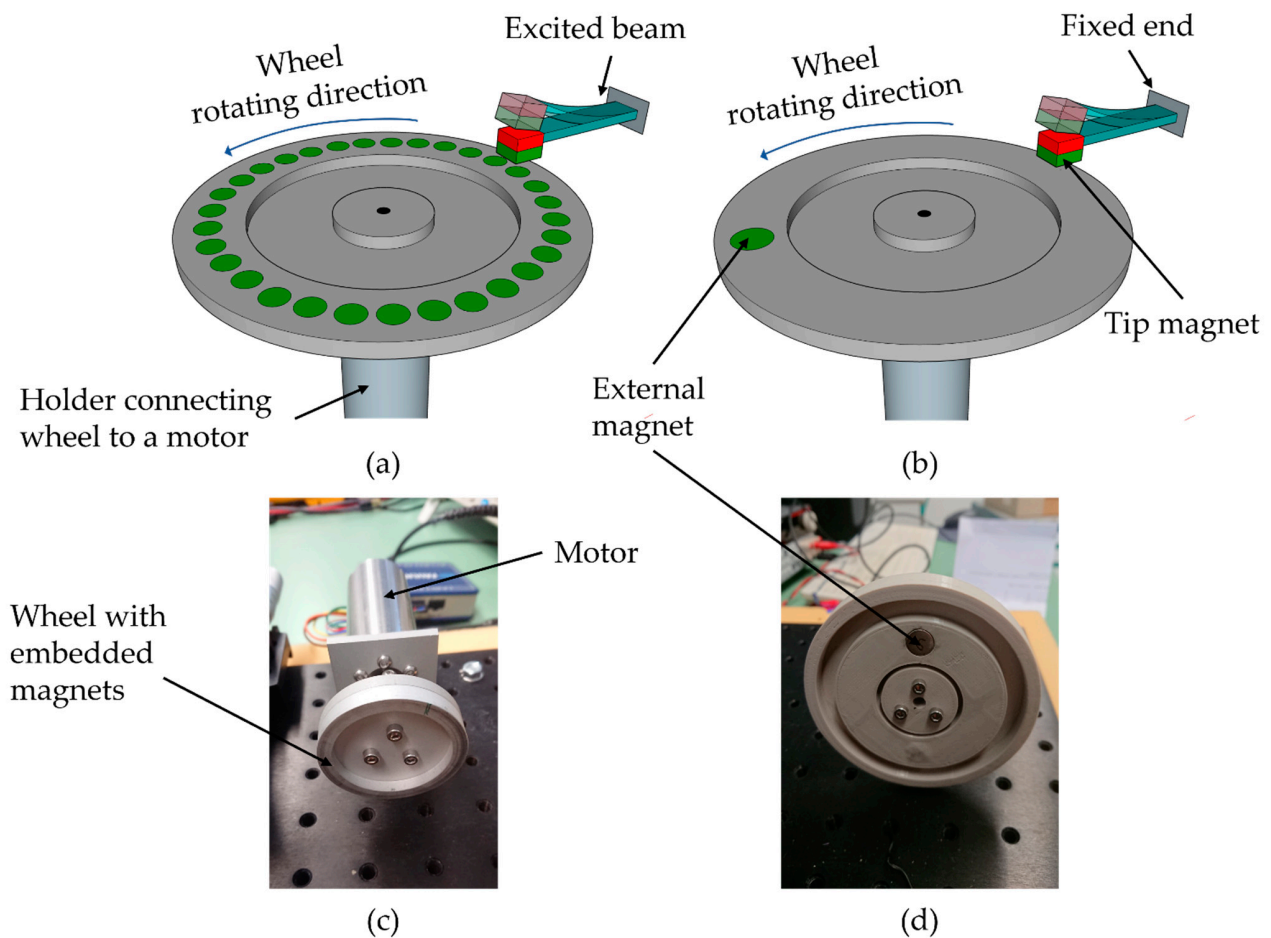 Excited beam
Wheel
rotating direction
Fixed end
Wheel
rotating direction
Tip magnet
Holder connecting
wheel to a motor
External
magnet
(a)
(b)
Motor
Wheel with
embedded
magnets
(c)
(d)